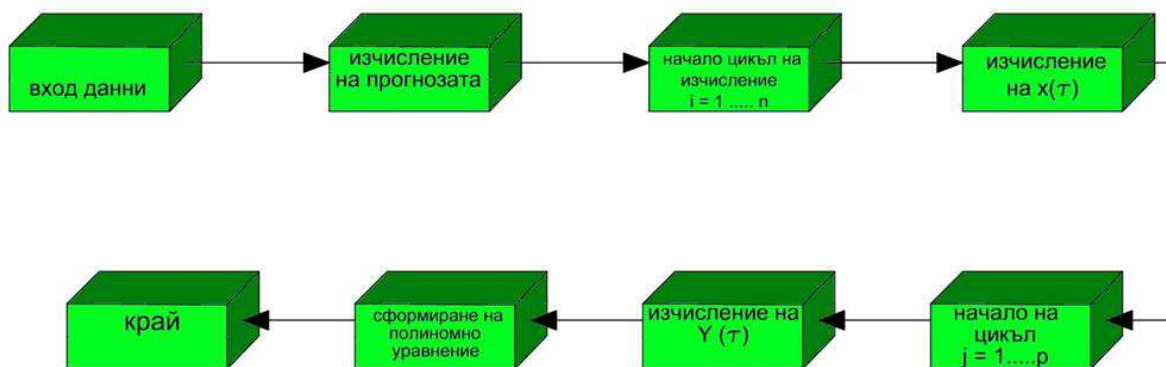 вход данни
изчисление
на прогнозата
начало цикъл на
изчисление
i = 1 ..... n
изчисление
на x(τ)
начало на
цикъл
j = 1.....p
изчисление на
Y (τ)
сформиране на
полиномно
уравнение
край